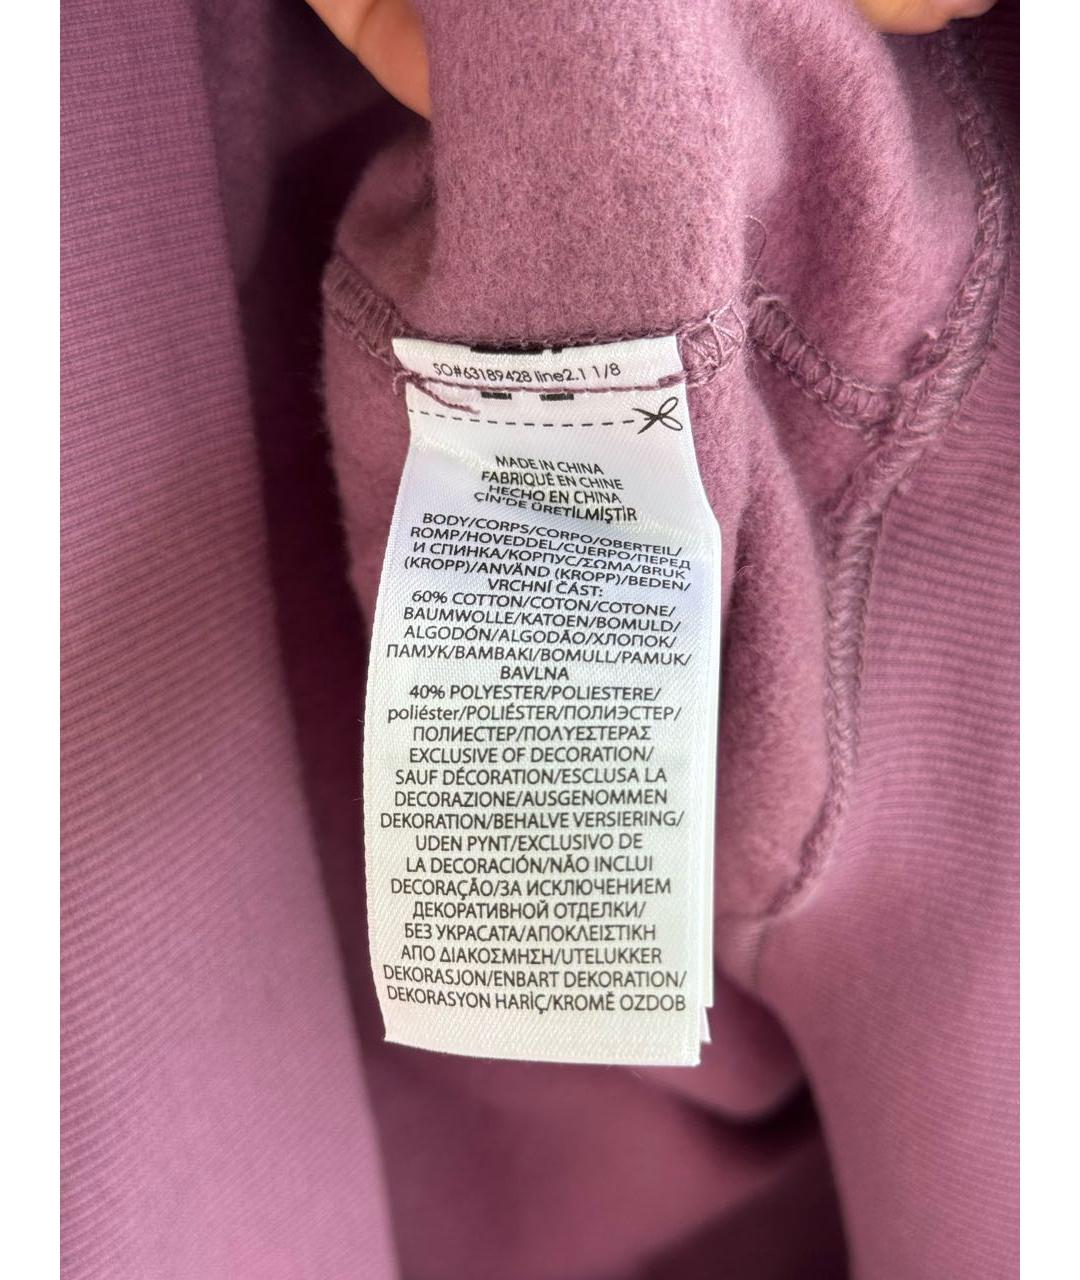 SO#63189428 line2.1 1/8
MADE IN CHINA
FABRIQUÉ EN CHINE
HECHO EN CHINA
ÇİN'DE ÜRETİLMİŞTİR
BODY/CORPS/CORPO/OBERTEIL/
ROMP/HOVEDDEL/CUERPO/ПЕРЕД
И СПИНКА/КОРПУС/ΣΩΜΑ/BRUK
(KROPP)/ANVÄND (KROPP)/BEDEN/
VRCHNÍ ČÁST:
60% COTTON/COTON/COTONE/
BAUMWOLLE/KATOEN/BOMULD/
ALGODÓN/ALGODÃO/ХЛОПОК/
ПАМУК/ΒΑΜΒΑΚΙ/BOMULL/PAMUK/
BAVLNA
40% POLYESTER/POLIESTERE/
poliéster/POLIÉSTER/ПОЛИЭСТЕР/
ПОЛИЕСТЕР/ΠΟΛΥΕΣΤΕΡΑΣ
EXCLUSIVE OF DECORATION/
SAUF DÉCORATION/ESCLUSA LA
DECORAZIONE/AUSGENOMMEN
DEKORATION/BEHALVE VERSIERING/
UDEN PYNT/EXCLUSIVO DE
LA DECORACIÓN/NÃO INCLUI
DECORAÇÃO/ЗА ИСКЛЮЧЕНИЕМ
ДЕКОРАТИВНОЙ ОТДЕЛКИ/
БЕЗ УКРАСАТА/ΑΠΟΚΛΕΙΣΤΙΚΗ
ΑΠΟ ΔΙΑΚΟΣΜΗΣΗ/UTELUKKER
DEKORASJON/ENBART DEKORATION/
DEKORASYON HARİÇ/KROMĚ OZDOB